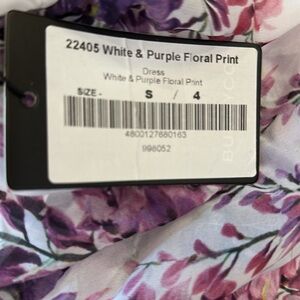 22405 White & Purple Floral Print
Dress
White & Purple Floral Print
SIZE - S / 4
4800127680163
998052